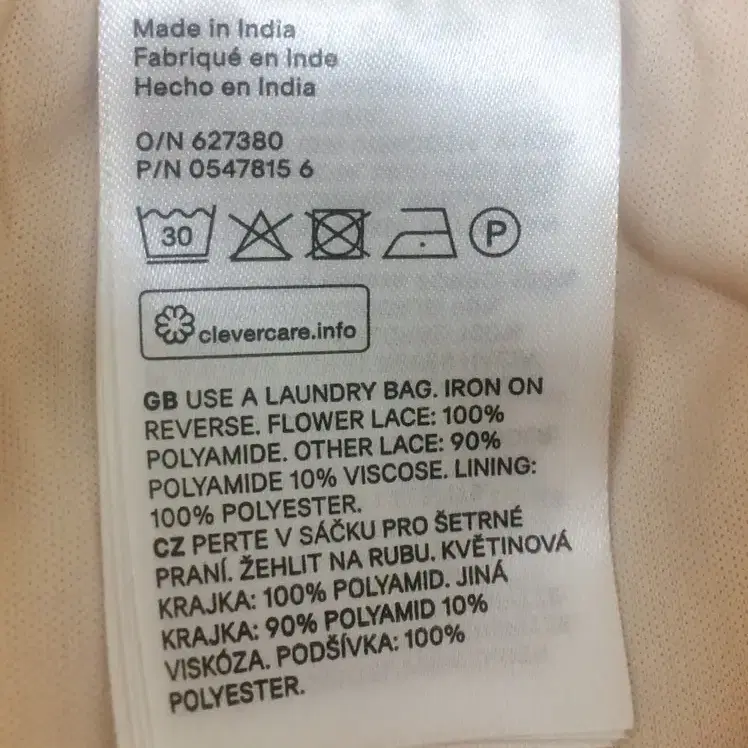 Made in India
Fabriqué en Inde
Hecho en India
O/N 627380
P/N 0547815 6
30
P
clevercare.info
GB USE A LAUNDRY BAG. IRON ON
REVERSE. FLOWER LACE: 100%
POLYAMIDE. OTHER LACE: 90%
POLYAMIDE 10% VISCOSE. LINING:
100% POLYESTER.
CZ PERTE V SÁČKU PRO ŠETRNÉ
PRANÍ. ŽEHLIT NA RUBU. KVĚTINOVÁ
KRAJKA: 100% POLYAMID. JINÁ
KRAJKA: 90% POLYAMID 10%
VISKÓZA. PODŠÍVKA: 100%
POLYESTER.